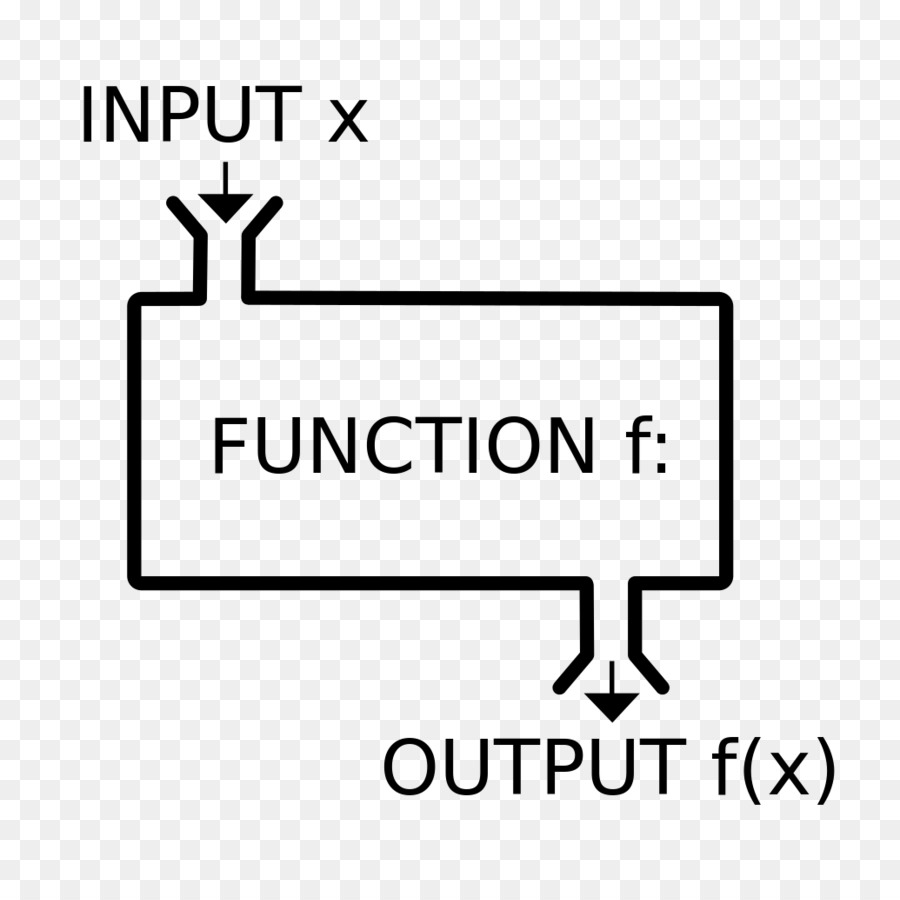 INPUT x
FUNCTION f:
OUTPUT f(x)